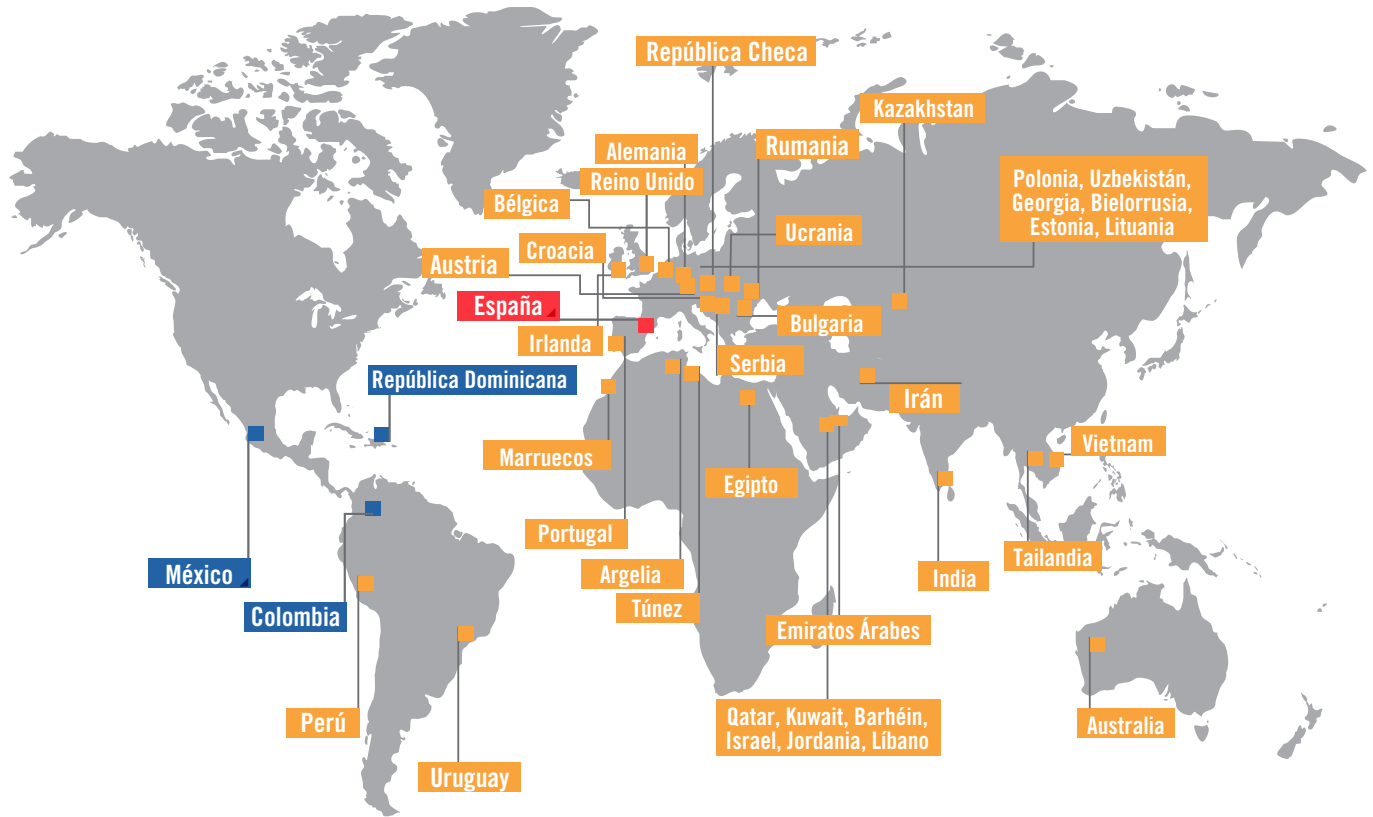 República Checa
Kazakhstan
Alemania
Rumania
Reino Unido
Polonia, Uzbekistán,
Georgia, Bielorrusia,
Estonia, Lituania
Bélgica
Ucrania
Croacia
Austria
España
Bulgaria
Irlanda
Serbia
República Dominicana
Irán
Marruecos
Vietnam
Egipto
Portugal
Tailandia
México
Argelia
India
Túnez
Colombia
Emiratos Árabes
Perú
Qatar, Kuwait, Barhéin,
Israel, Jordania, Líbano
Australia
Uruguay